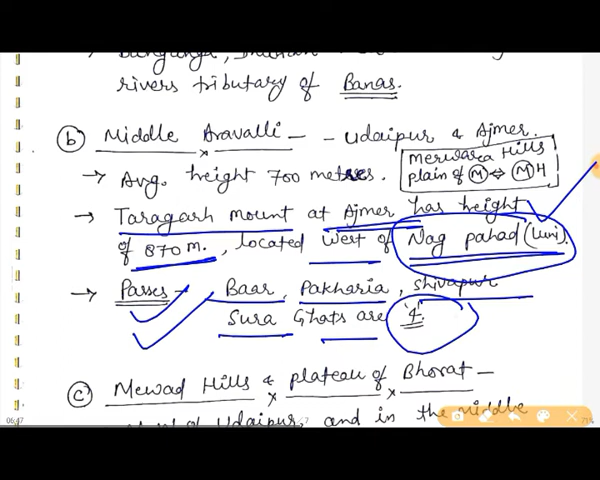 rivers tributary of Banas.
(b) Middle Aravalli - - Udaipur & Ajmer.
→ Avg. height 700 metres.
Merwara Hills
plain of (M) ⇔ (M) H
→ Taragarh mount at Ajmer has height
of 870 m., located West of Nag pahad (Luni).
→ Passes - Baar, Pakharia, Shivapur
Sura Ghats are '4'.
(c) Mewad Hills & plateau of Bhorat -
of Udaipur, and in the middle
06:47